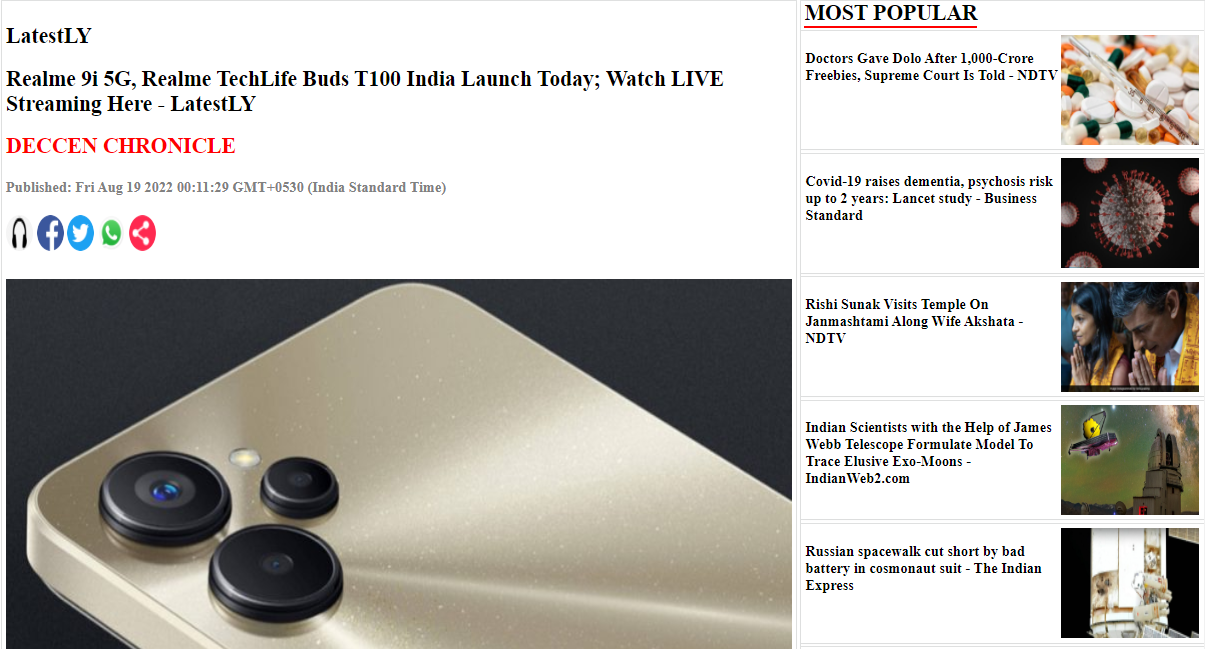 LatestLY
Realme 9i 5G, Realme TechLife Buds T100 India Launch Today; Watch LIVE
Streaming Here - LatestLY
DECCEN CHRONICLE
Published: Fri Aug 19 2022 00:11:29 GMT+0530 (India Standard Time)
MOST POPULAR
Doctors Gave Dolo After 1,000-Crore
Freebies, Supreme Court Is Told - NDTV
Covid-19 raises dementia, psychosis risk
up to 2 years: Lancet study - Business
Standard
Rishi Sunak Visits Temple On
Janmashtami Along Wife Akshata -
NDTV
Indian Scientists with the Help of James
Webb Telescope Formulate Model To
Trace Elusive Exo-Moons -
IndianWeb2.com
Russian spacewalk cut short by bad
battery in cosmonaut suit - The Indian
Express